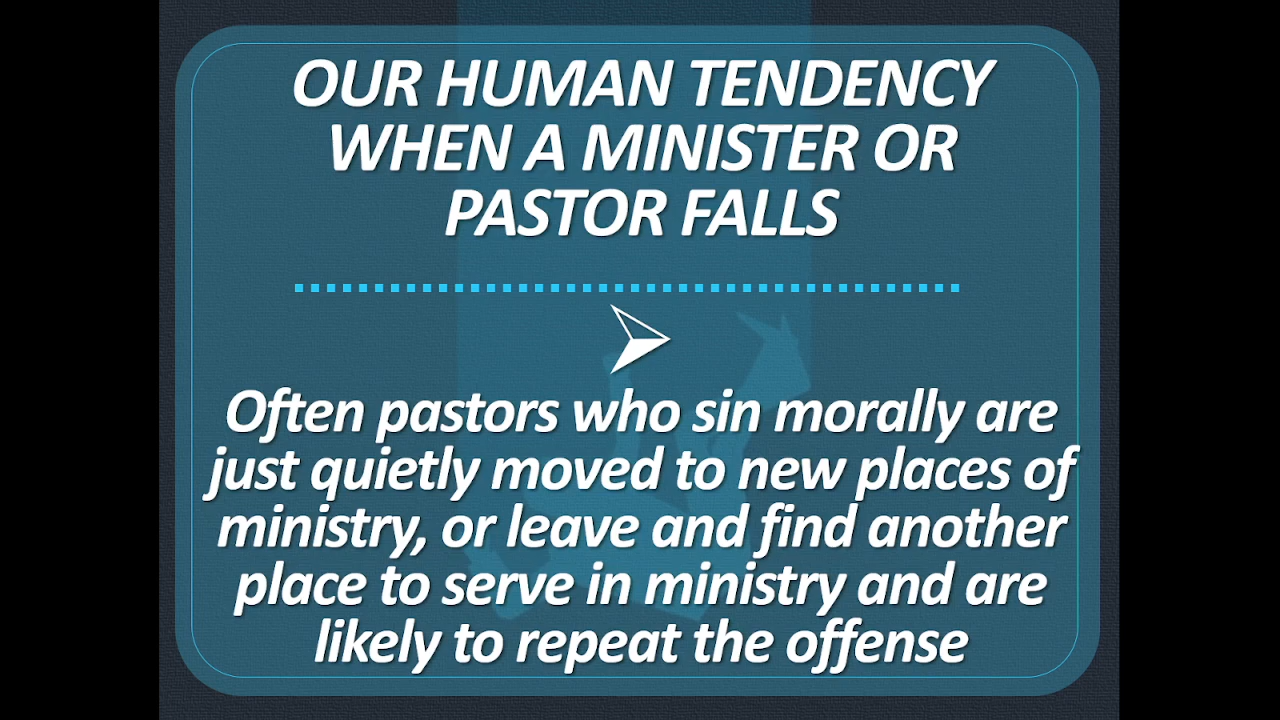 OUR HUMAN TENDENCY
WHEN A MINISTER OR
PASTOR FALLS
Often pastors who sin morally are
just quietly moved to new places of
ministry, or leave and find another
place to serve in ministry and are
likely to repeat the offense